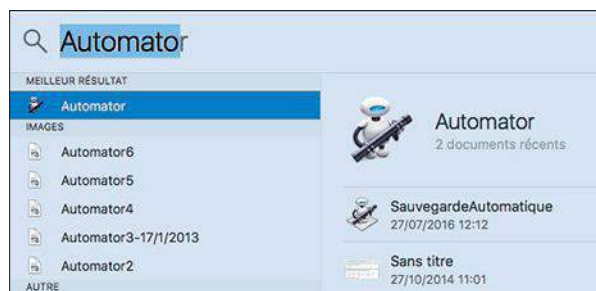 Automator
MEILLEUR RÉSULTAT
Automator
IMAGES
Automator6
Automator5
Automator4
Automator3-17/1/2013
Automator2
AUTRE
Automator
2 documents récents
SauvegardeAutomatique
27/07/2016 12:12
Sans titre
27/10/2014 11:01